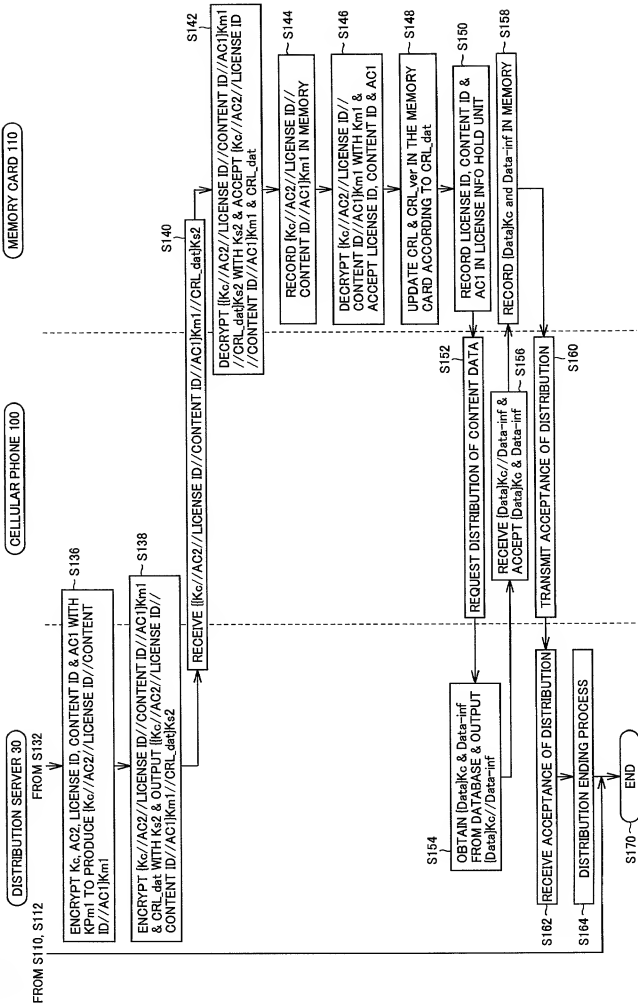 DISTRIBUTION SERVER 30
CELLULAR PHONE 100
MEMORY CARD 110
FROM S110, S112
FROM S132
ENCRYPT Kc, AC2, LICENSE ID, CONTENT ID & AC1 WITH
KPm1 TO PRODUCE {Kc//AC2//LICENSE ID//CONTENT
ID//AC1}Km1
S136
ENCRYPT {Kc//AC2//LICENSE ID//CONTENT ID//AC1}Km1
& CRL_dat WITH Ks2 & OUTPUT {{Kc//AC2//LICENSE ID//
CONTENT ID//AC1}Km1//CRL_dat}Ks2
S138
RECEIVE {{Kc//AC2//LICENSE ID//CONTENT ID//AC1}Km1//CRL_dat}Ks2
S140
DECRYPT {{Kc//AC2//LICENSE ID//CONTENT ID//AC1}Km1
//CRL_dat}Ks2 WITH Ks2 & ACCEPT {Kc//AC2//LICENSE ID
//CONTENT ID//AC1}Km1 & CRL_dat
S142
RECORD {Kc//AC2//LICENSE ID//
CONTENT ID//AC1}Km1 IN MEMORY
S144
DECRYPT {Kc//AC2//LICENSE ID//
CONTENT ID//AC1}Km1 WITH Km1 &
ACCEPT LICENSE ID, CONTENT ID & AC1
S146
UPDATE CRL & CRL_ver IN THE MEMORY
CARD ACCORDING TO CRL_dat
S148
RECORD LICENSE ID, CONTENT ID &
AC1 IN LICENSE INFO HOLD UNIT
S150
REQUEST DISTRIBUTION OF CONTENT DATA
S152
S154
OBTAIN {Data}Kc & Data-inf
FROM DATABASE & OUTPUT
{Data}Kc//Data-inf
RECEIVE {Data}Kc//Data-inf &
ACCEPT {Data}Kc & Data-inf
S156
RECORD {Data}Kc and Data-inf IN MEMORY
S158
TRANSMIT ACCEPTANCE OF DISTRIBUTION
S160
S162
RECEIVE ACCEPTANCE OF DISTRIBUTION
S164
DISTRIBUTION ENDING PROCESS
S170
END